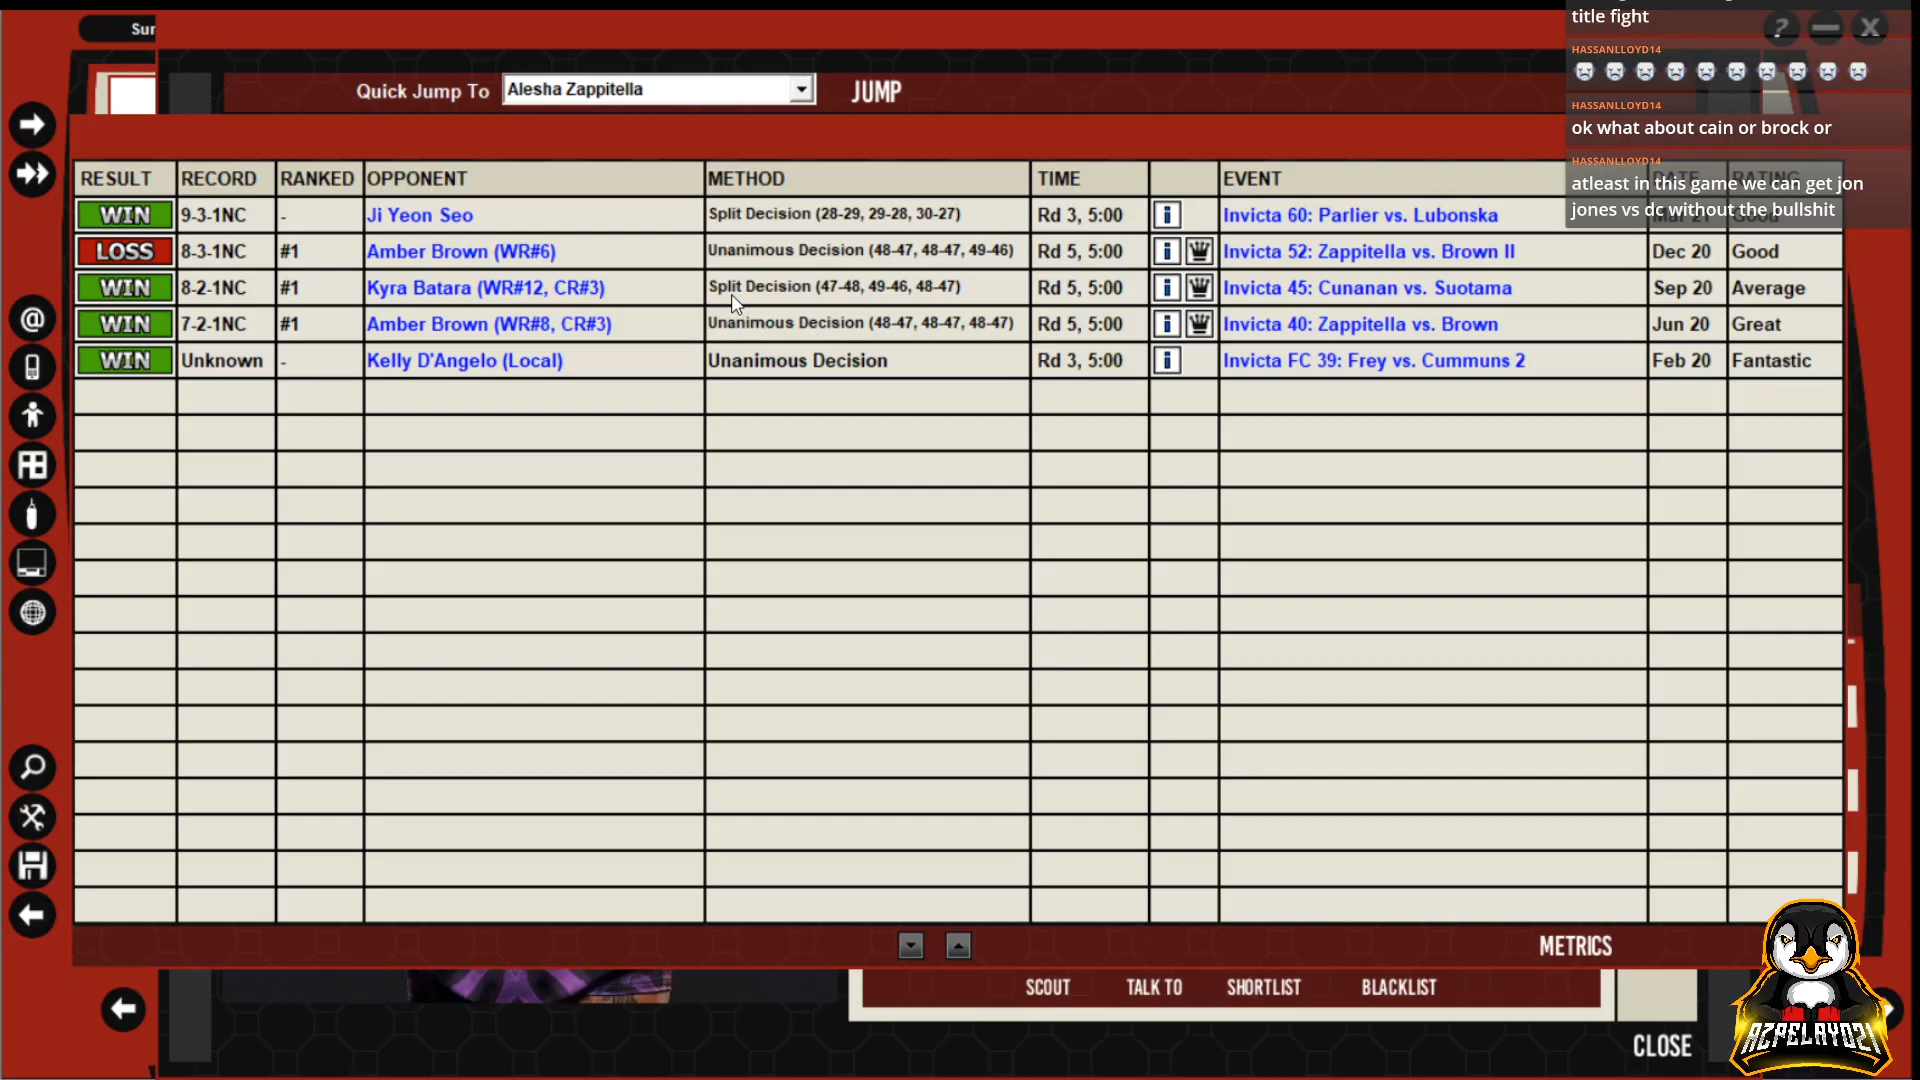 title fight
Sur
HASSANLLOYD14
Quick Jump To Alesha Zappitella JUMP
HASSANLLOYD14
ok what about cain or brock or
HASSANLLOYD14
atleast in this game we can get jon
jones vs dc without the bullshit
RESULT RECORD RANKED OPPONENT METHOD TIME EVENT DATE RATING
WIN 9-3-1NC - Ji Yeon Seo Split Decision (28-29, 29-28, 30-27) Rd 3, 5:00 i Invicta 60: Parlier vs. Lubonska Mar 21 Good
LOSS 8-3-1NC #1 Amber Brown (WR#6) Unanimous Decision (48-47, 48-47, 49-46) Rd 5, 5:00 i Invicta 52: Zappitella vs. Brown II Dec 20 Good
WIN 8-2-1NC #1 Kyra Batara (WR#12, CR#3) Split Decision (47-48, 49-46, 48-47) Rd 5, 5:00 i Invicta 45: Cunanan vs. Suotama Sep 20 Average
WIN 7-2-1NC #1 Amber Brown (WR#8, CR#3) Unanimous Decision (48-47, 48-47, 48-47) Rd 5, 5:00 i Invicta 40: Zappitella vs. Brown Jun 20 Great
WIN Unknown - Kelly D'Angelo (Local) Unanimous Decision Rd 3, 5:00 i Invicta FC 39: Frey vs. Cummuns 2 Feb 20 Fantastic
METRICS
SCOUT TALK TO SHORTLIST BLACKLIST
CLOSE
AZPELAYO21